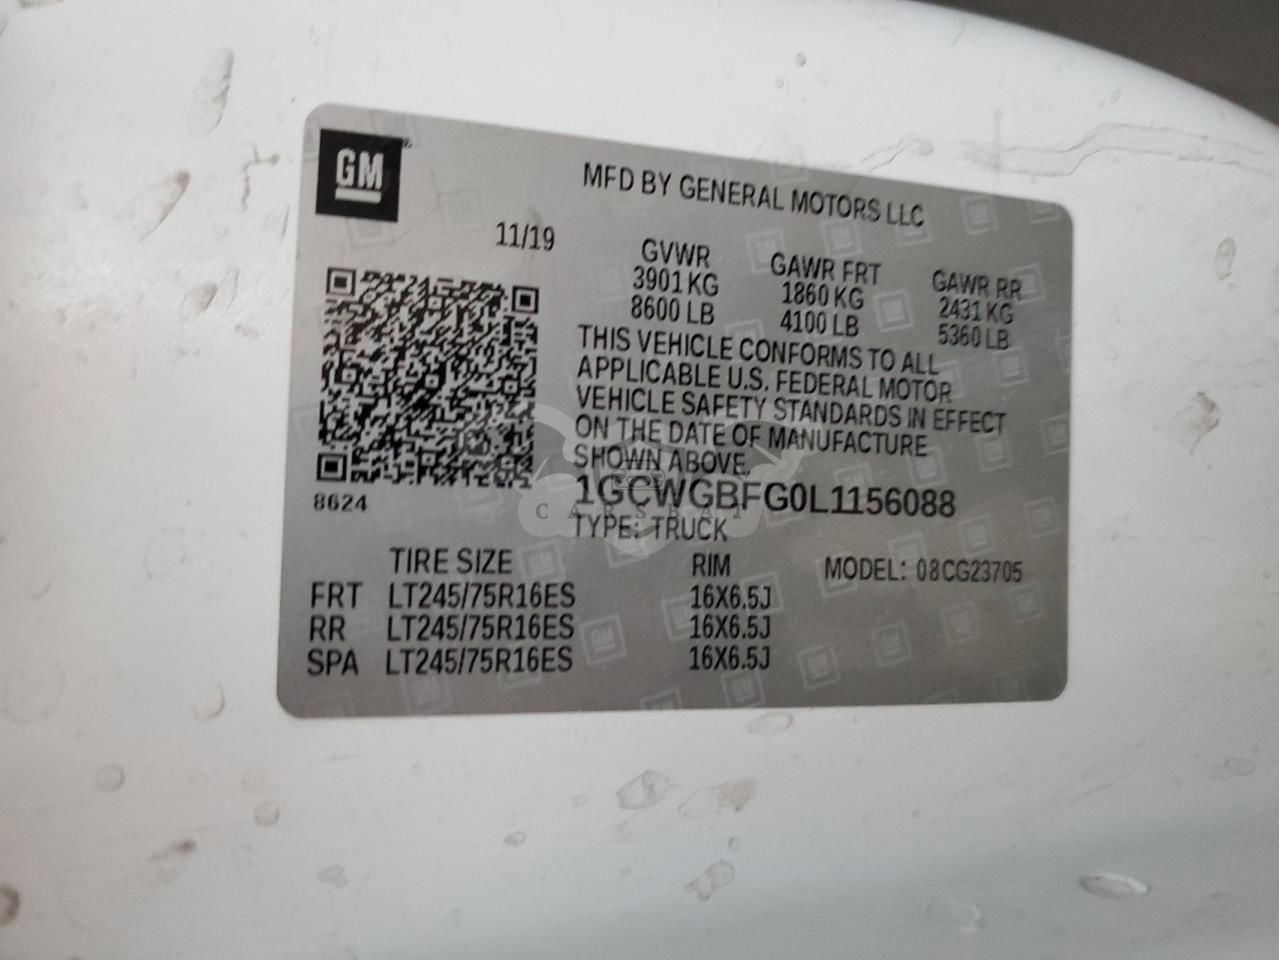 GM
MFD BY GENERAL MOTORS LLC
11/19
GVWR GAWR FRT GAWR RR
3901 KG 1860 KG 2431 KG
8600 LB 4100 LB 5360 LB
THIS VEHICLE CONFORMS TO ALL
APPLICABLE U.S. FEDERAL MOTOR
VEHICLE SAFETY STANDARDS IN EFFECT
ON THE DATE OF MANUFACTURE
SHOWN ABOVE.
8624
1GCWGBFG0L1156088
CARSBAT
TYPE: TRUCK
TIRE SIZE RIM MODEL: 08CG23705
FRT LT245/75R16ES 16X6.5J
RR LT245/75R16ES 16X6.5J
SPA LT245/75R16ES 16X6.5J